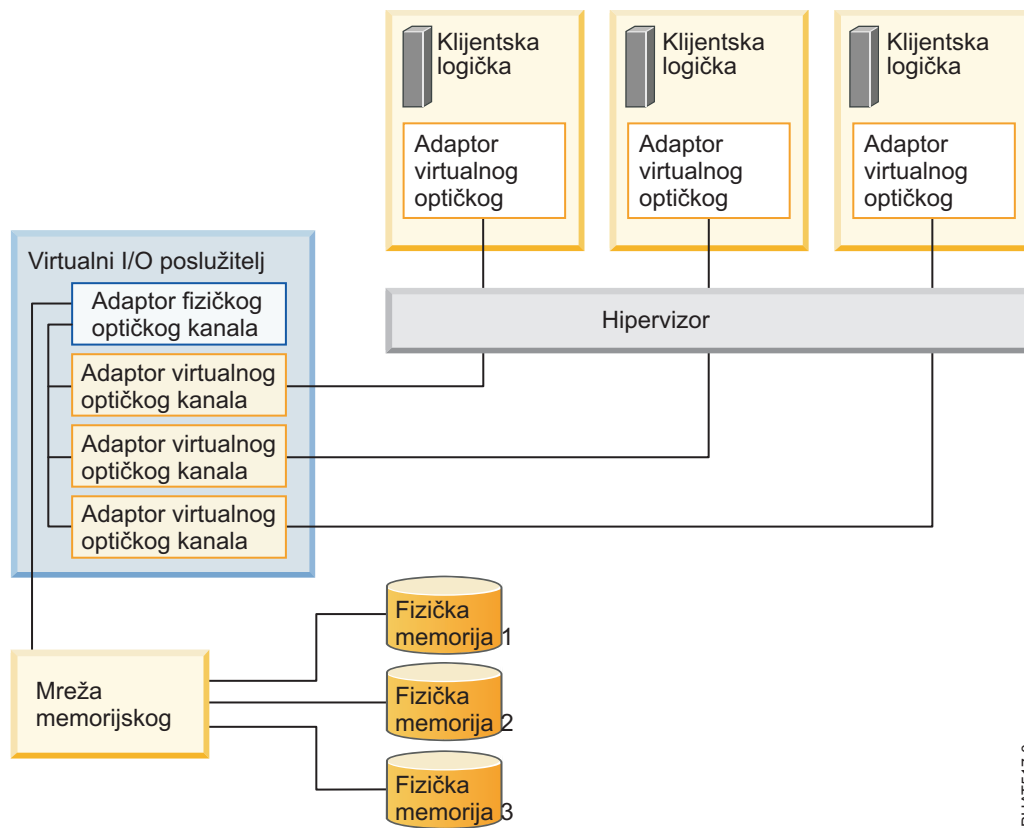 Klijentska
logička
Klijentska
logička
Klijentska
logička
Adaptor
virtualnog
optičkog
Adaptor
virtualnog
optičkog
Adaptor
virtualnog
optičkog
Virtualni I/O poslužitelj
Adaptor fizičkog
optičkog kanala
Hipervizor
Adaptor virtualnog
optičkog kanala
Adaptor virtualnog
optičkog kanala
Adaptor virtualnog
optičkog kanala
Fizička
memorija 1
Mreža
memorijskog
Fizička
memorija 2
Fizička
memorija 3